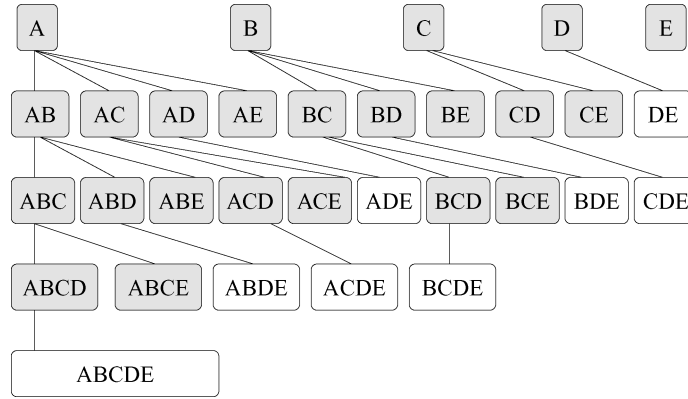 A B C D E
AB AC AD AE BC BD BE CD CE DE
ABC ABD ABE ACD ACE ADE BCD BCE BDE CDE
ABCD ABCE ABDE ACDE BCDE
ABCDE